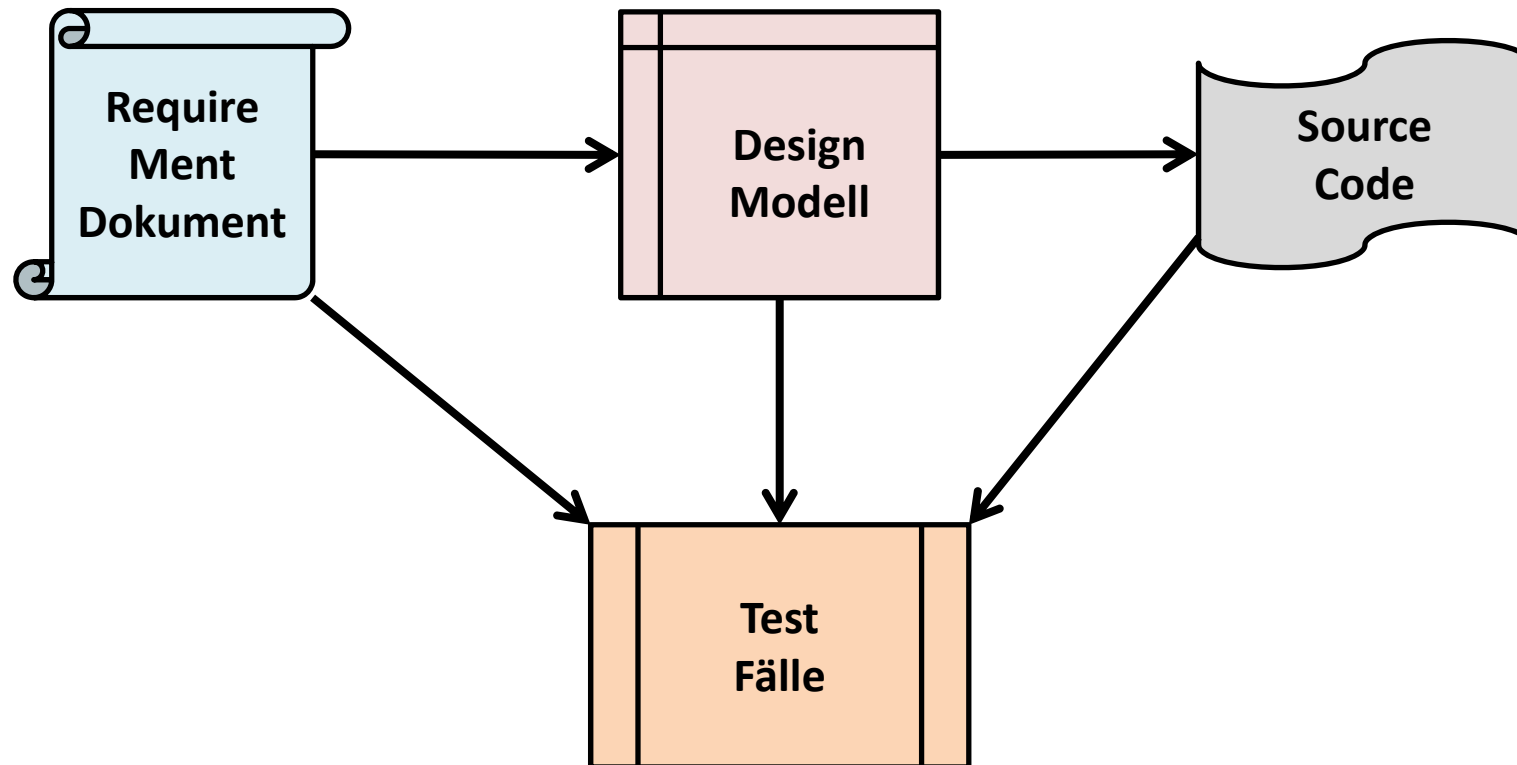 Require
Ment
Dokument
Design
Modell
Source
Code
Test
Fälle